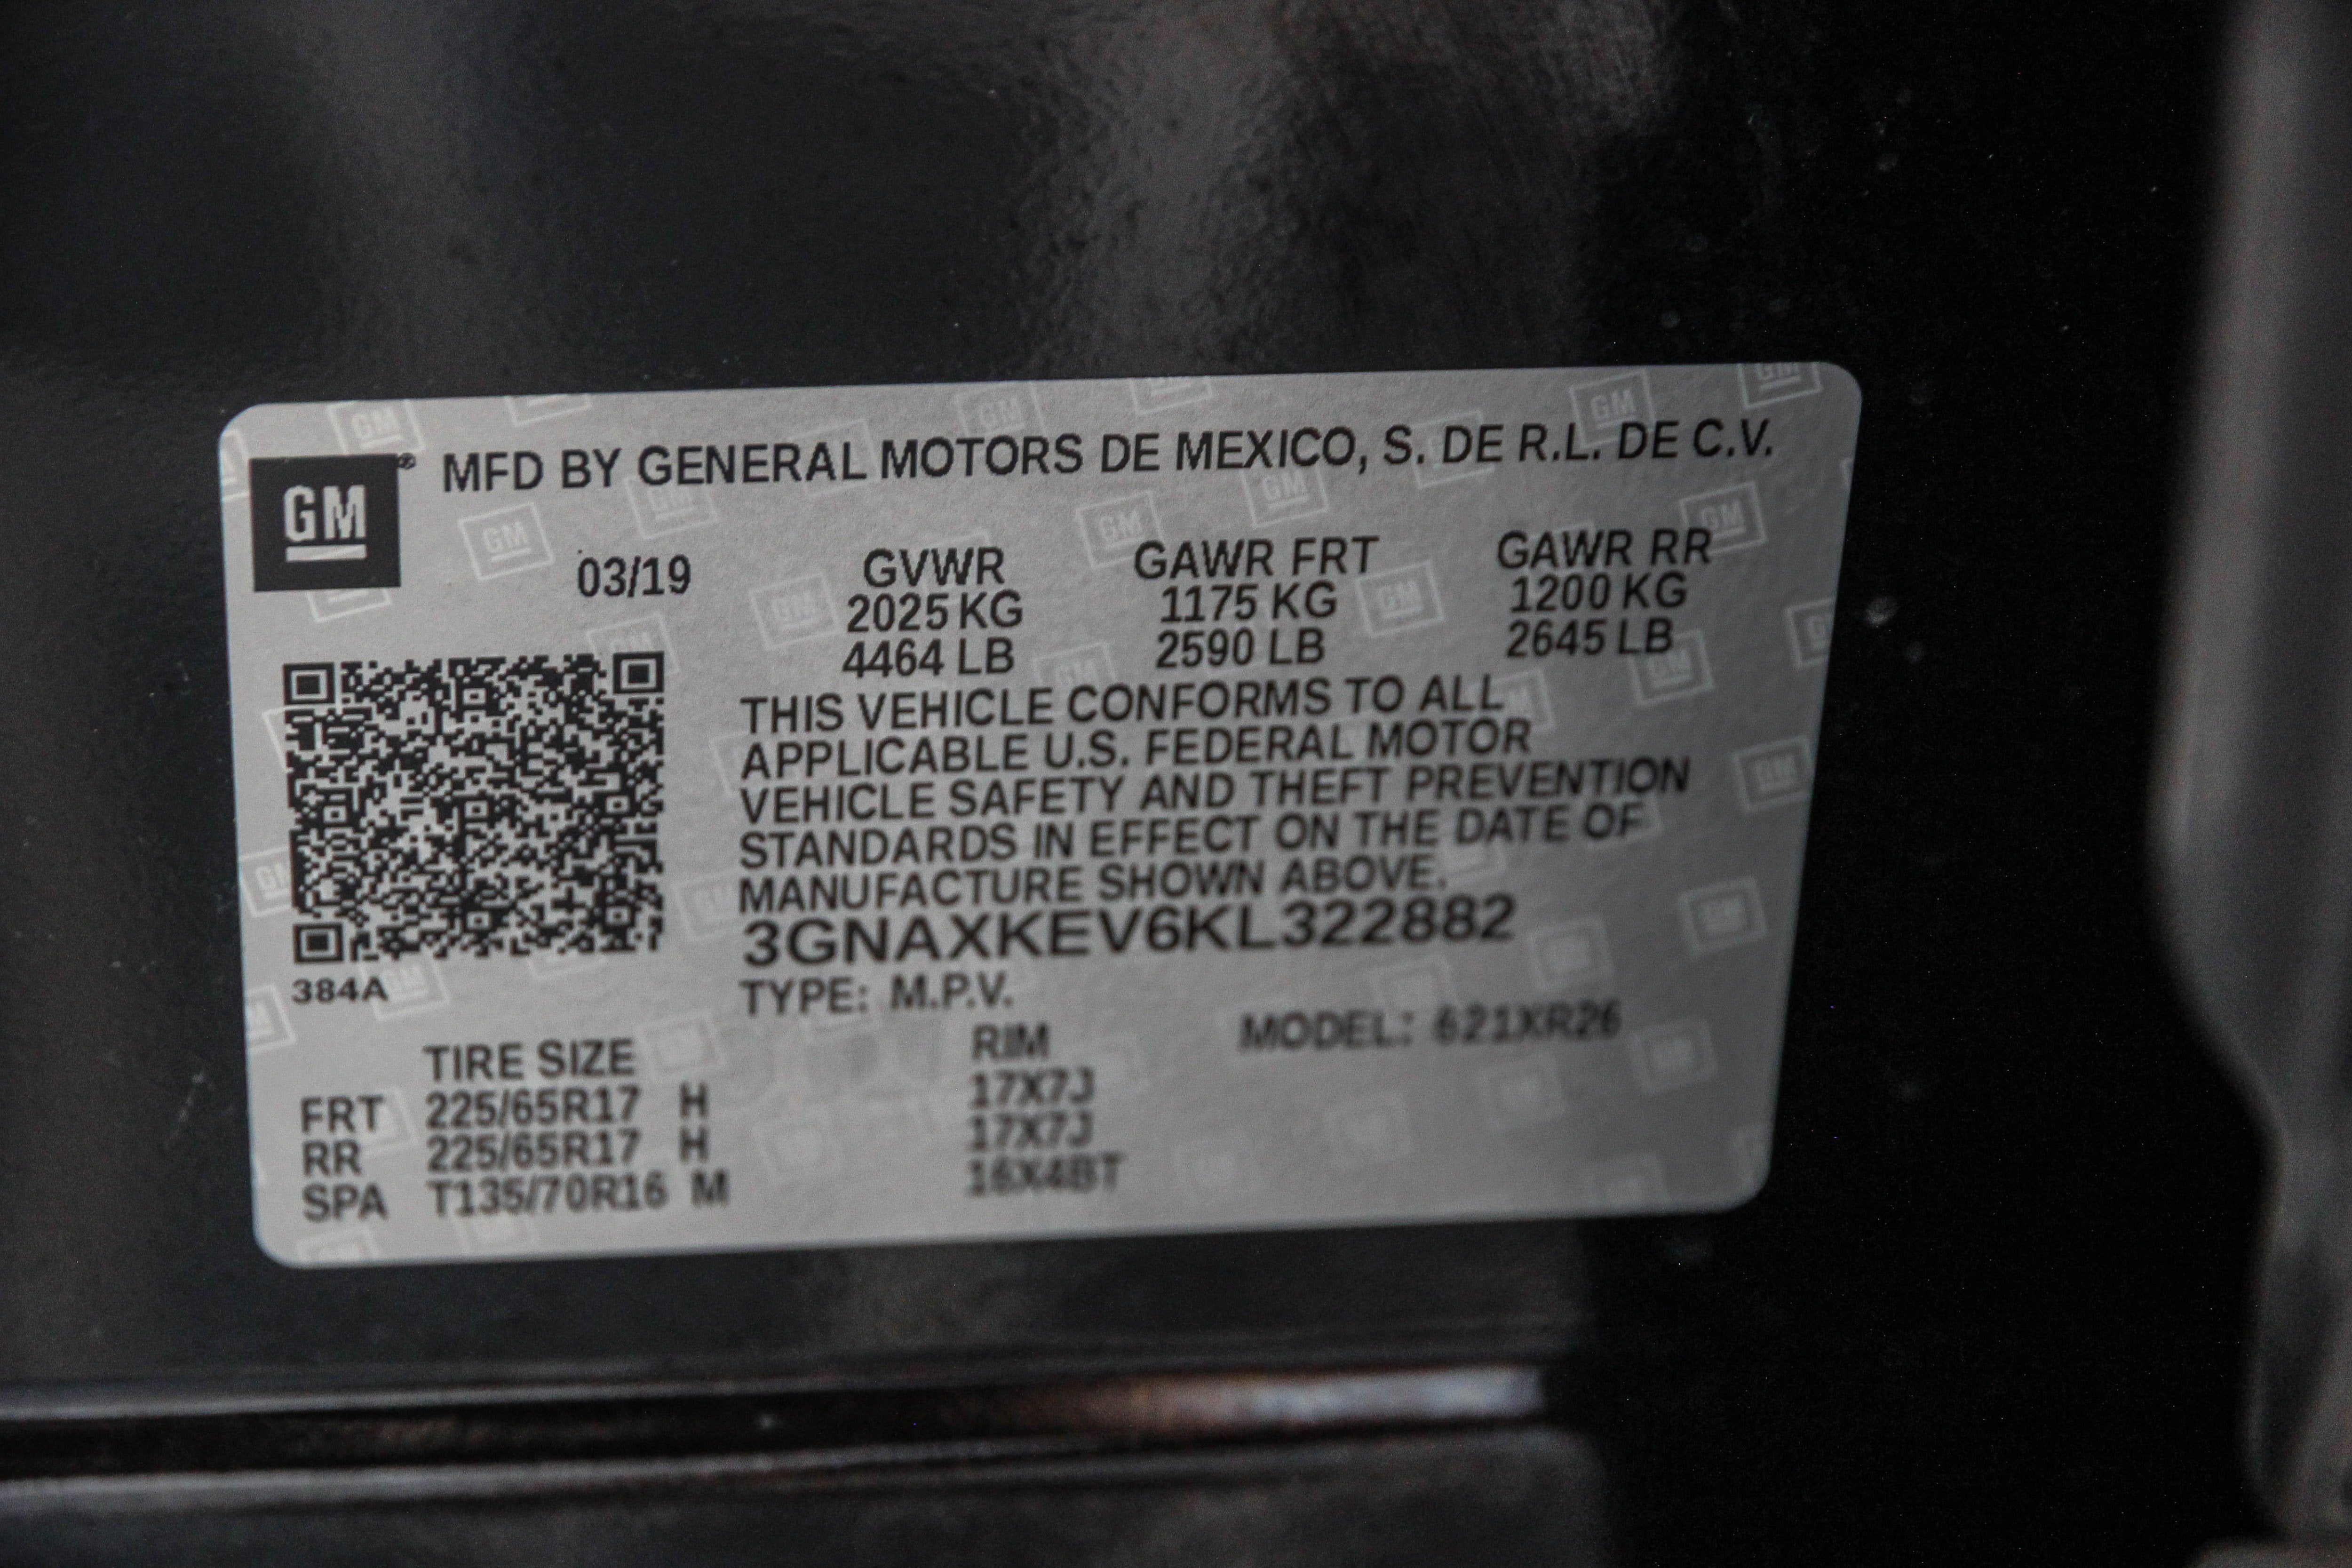 GM
MFD BY GENERAL MOTORS DE MEXICO, S. DE R.L. DE C.V.
03/19
GVWR GAWR FRT GAWR RR
2025 KG 1175 KG 1200 KG
4464 LB 2590 LB 2645 LB
THIS VEHICLE CONFORMS TO ALL
APPLICABLE U.S. FEDERAL MOTOR
VEHICLE SAFETY AND THEFT PREVENTION
STANDARDS IN EFFECT ON THE DATE OF
MANUFACTURE SHOWN ABOVE.
3GNAXKEV6KL322882
384A
TYPE: M.P.V.
MODEL: 621XR26
TIRE SIZE RIM
FRT 225/65R17 H 17X7J
RR 225/65R17 H 17X7J
SPA T135/70R16 M 16X4BT